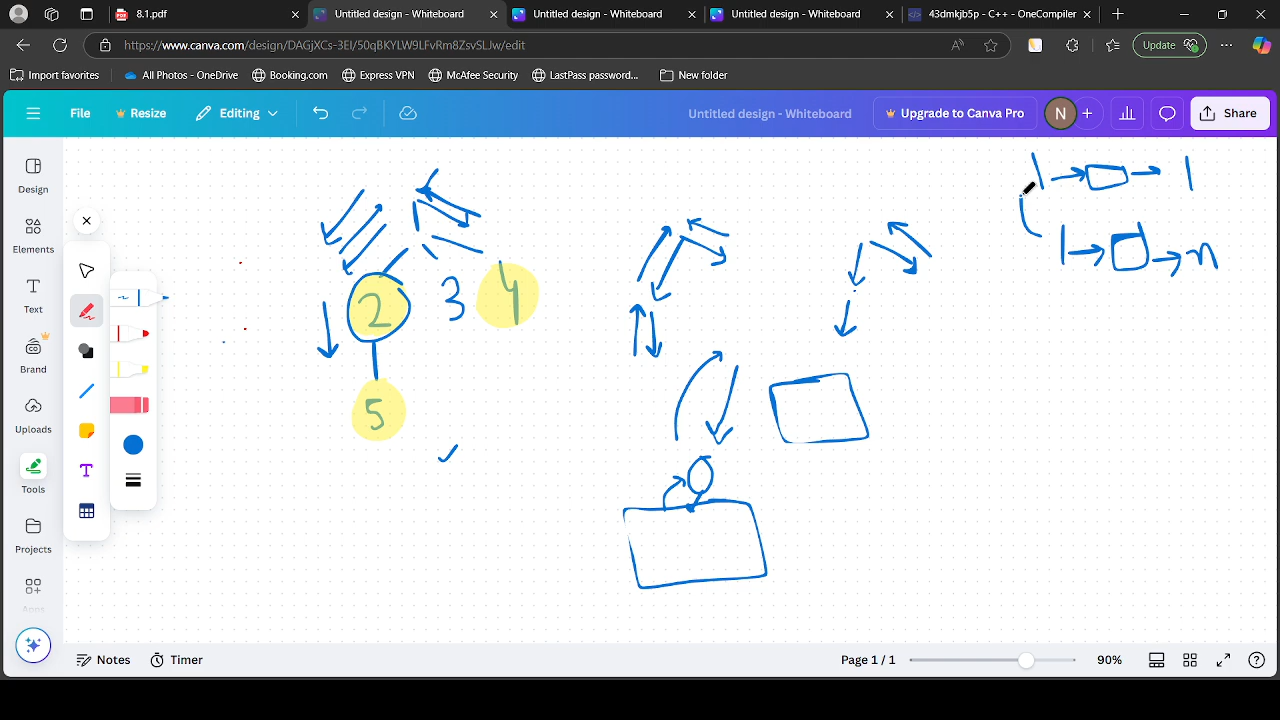 8.1.pdf
Untitled design - Whiteboard
Untitled design - Whiteboard
Untitled design - Whiteboard
43dmkjb5p - C++ - OneCompiler
https://www.canva.com/design/DAGjXCs-3EI/50qBKYLW9LFvRm8ZsvSLJw/edit
Update
Import favorites
All Photos - OneDrive
Booking.com
Express VPN
McAfee Security
LastPass password...
New folder
File
Resize
Editing
Untitled design - Whiteboard
Upgrade to Canva Pro
N
Share
Design
Elements
Text
Brand
Uploads
Tools
Projects
Apps
1 → → 1
1 → → n
2 3 4
5
Notes
Timer
Page 1 / 1
90%